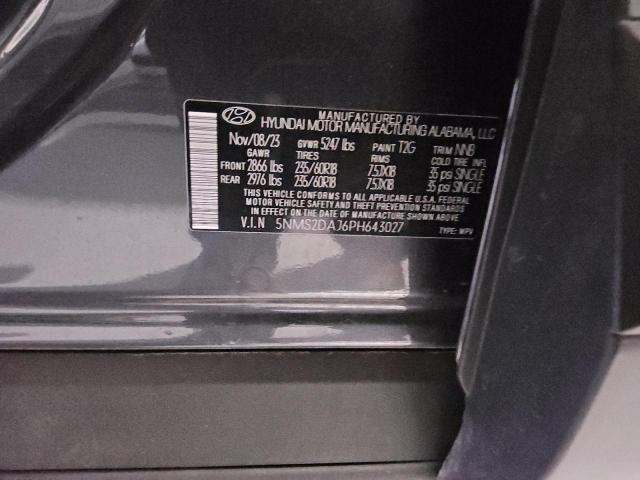 MANUFACTURED BY
HYUNDAI MOTOR MANUFACTURING ALABAMA, LLC
Nov/08/23 GVWR 5247 lbs PAINT T2G TRIM NNB
GAWR TIRES RIMS COLD TIRE INFL
FRONT 2866 lbs 235/60R18 7.5JX18 35 psi SINGLE
REAR 2976 lbs 235/60R18 7.5JX18 35 psi SINGLE
THIS VEHICLE CONFORMS TO ALL APPLICABLE U.S.A. FEDERAL
MOTOR VEHICLE SAFETY AND THEFT PREVENTION STANDARDS
IN EFFECT ON THE DATE OF MANUFACTURE SHOWN ABOVE.
V.I.N 5NMS2DAJ6PH643027 TYPE: MPV